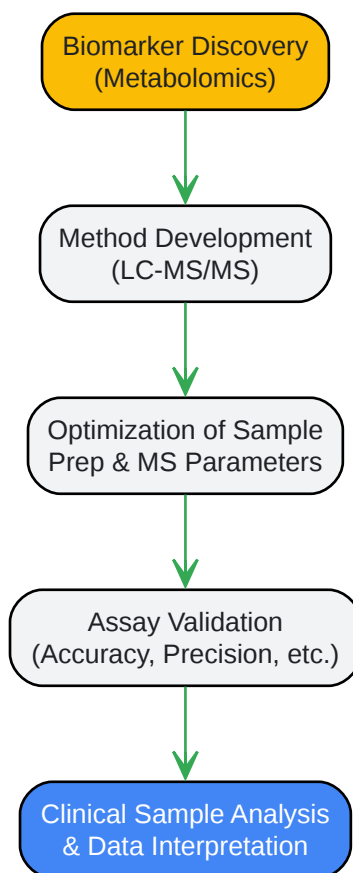 Biomarker Discovery
(Metabolomics)
Method Development
(LC-MS/MS)
Optimization of Sample
Prep & MS Parameters
Assay Validation
(Accuracy, Precision, etc.)
Clinical Sample Analysis
& Data Interpretation